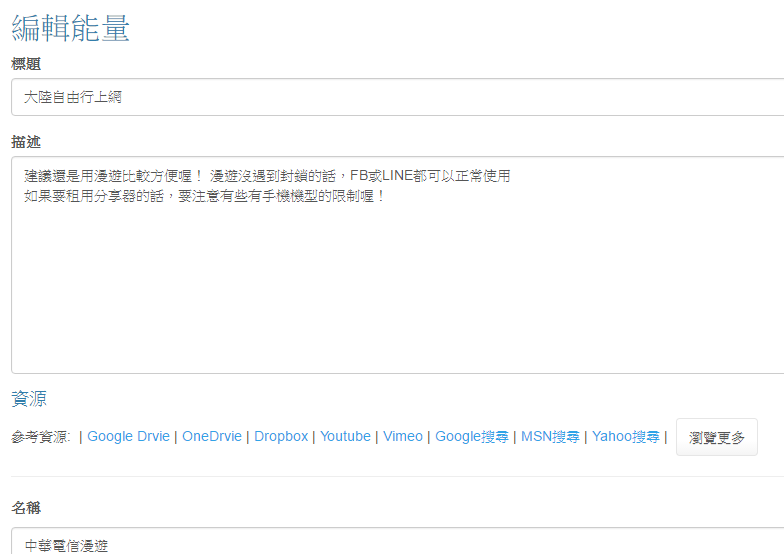 編輯能量
標題
大陸自由行上網
描述
建議還是用漫遊比較方便喔！ 漫遊沒遇到封鎖的話，FB或LINE都可以正常使用
如果要租用分享器的話，要注意有些有手機機型的限制喔！
資源
參考資源: | Google Drvie | OneDrvie | Dropbox | Youtube | Vimeo | Google搜尋 | MSN搜尋 | Yahoo搜尋 | 瀏覽更多
名稱
中華電信漫遊